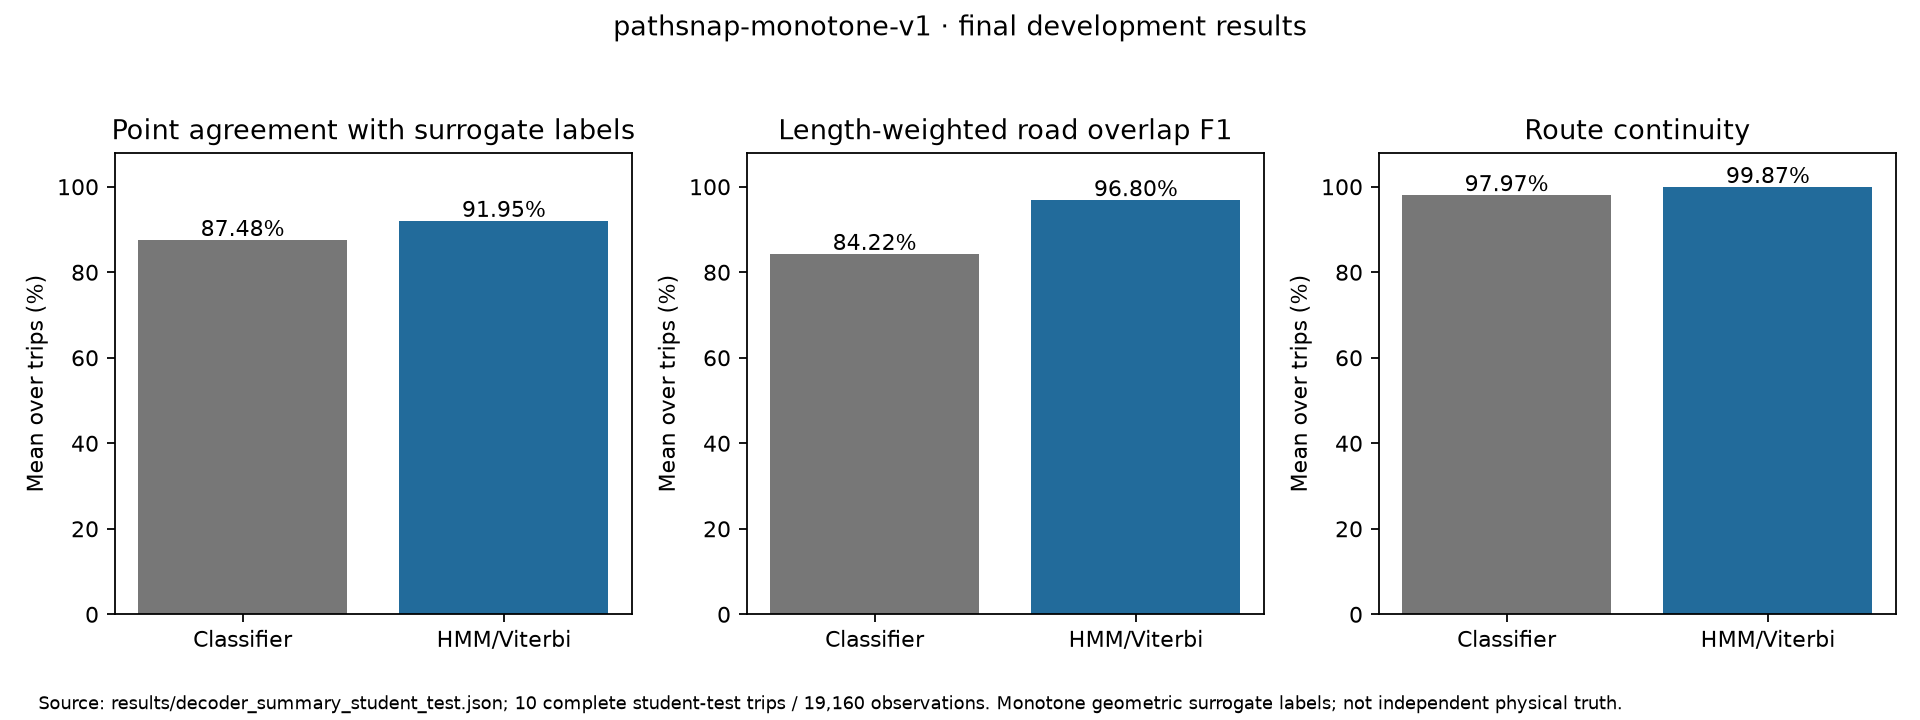 pathsnap-monotone-v1 · final development results
Point agreement with surrogate labels
Mean over trips (%)
100
80
60
40
20
0
87.48%
91.95%
Classifier
HMM/Viterbi
Length-weighted road overlap F1
Mean over trips (%)
100
80
60
40
20
0
84.22%
96.80%
Classifier
HMM/Viterbi
Route continuity
Mean over trips (%)
100
80
60
40
20
0
97.97%
99.87%
Classifier
HMM/Viterbi
Source: results/decoder_summary_student_test.json; 10 complete student-test trips / 19,160 observations. Monotone geometric surrogate labels; not independent physical truth.